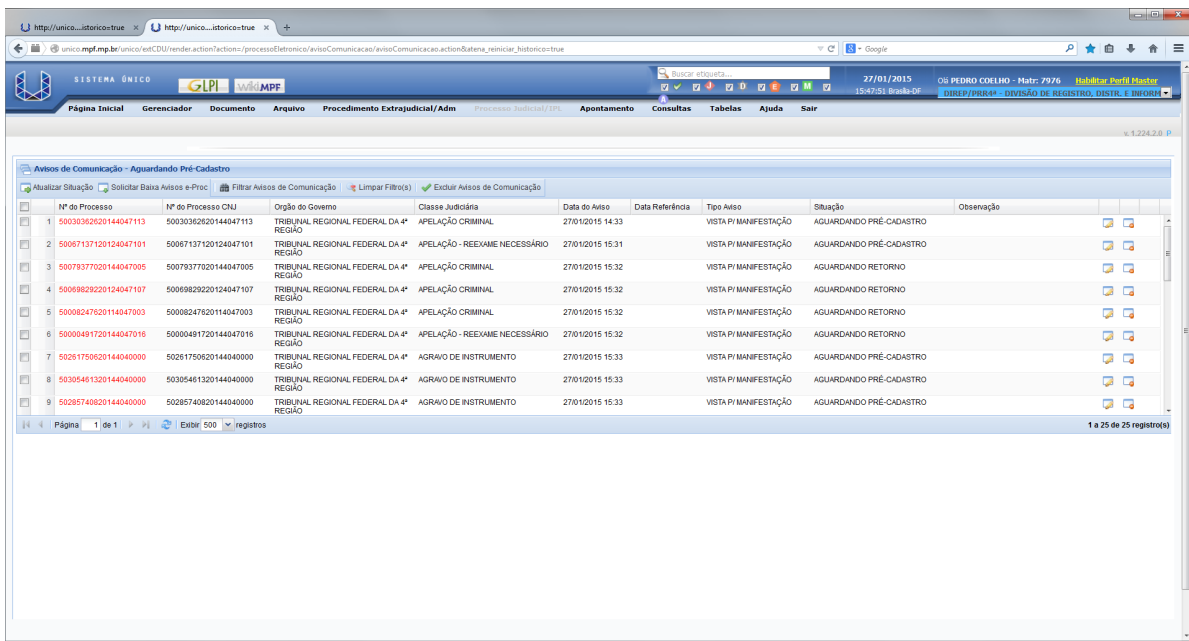 http://unico....istorico=true × http://unico....istorico=true × +
unico.mpf.mp.br/unico/extCDU/render.action?action=/processoEletronico/avisoComunicacao/avisoComunicacao.action&atena_reiniciar_historico=true
8 - Google
SISTEMA ÚNICO
GLPI
WikiMPF
Buscar etiqueta...
J D E M
A
27/01/2015
15:47:51 Brasília-DF
Olá PEDRO COELHO - Matr: 7976 Habilitar Perfil Master
DIREP/PRR4ª - DIVISÃO DE REGISTRO, DISTR. E INFORM
Página Inicial Gerenciador Documento Arquivo Procedimento Extrajudicial/Adm Processo Judicial/IPL Apontamento Consultas Tabelas Ajuda Sair
v. 1.224.2.0 P
Avisos de Comunicação - Aguardando Pré-Cadastro
Atualizar Situação Solicitar Baixa Avisos e-Proc Filtrar Avisos de Comunicação Limpar Filtro(s) Excluir Avisos de Comunicação
Nº do Processo Nº do Processo CNJ Orgão do Governo Classe Judiciária Data do Aviso Data Referência Tipo Aviso Situação Observação
1 50030362620144047113 50030362620144047113 TRIBUNAL REGIONAL FEDERAL DA 4ª REGIÃO APELAÇÃO CRIMINAL 27/01/2015 14:33 VISTA P/ MANIFESTAÇÃO AGUARDANDO PRÉ-CADASTRO
2 50067137120124047101 50067137120124047101 TRIBUNAL REGIONAL FEDERAL DA 4ª REGIÃO APELAÇÃO - REEXAME NECESSÁRIO 27/01/2015 15:31 VISTA P/ MANIFESTAÇÃO AGUARDANDO PRÉ-CADASTRO
3 50079377020144047005 50079377020144047005 TRIBUNAL REGIONAL FEDERAL DA 4ª REGIÃO APELAÇÃO CRIMINAL 27/01/2015 15:32 VISTA P/ MANIFESTAÇÃO AGUARDANDO RETORNO
4 50069829220124047107 50069829220124047107 TRIBUNAL REGIONAL FEDERAL DA 4ª REGIÃO APELAÇÃO CRIMINAL 27/01/2015 15:32 VISTA P/ MANIFESTAÇÃO AGUARDANDO RETORNO
5 50008247620114047003 50008247620114047003 TRIBUNAL REGIONAL FEDERAL DA 4ª REGIÃO APELAÇÃO CRIMINAL 27/01/2015 15:32 VISTA P/ MANIFESTAÇÃO AGUARDANDO RETORNO
6 50000491720144047016 50000491720144047016 TRIBUNAL REGIONAL FEDERAL DA 4ª REGIÃO APELAÇÃO - REEXAME NECESSÁRIO 27/01/2015 15:32 VISTA P/ MANIFESTAÇÃO AGUARDANDO RETORNO
7 50261750620144040000 50261750620144040000 TRIBUNAL REGIONAL FEDERAL DA 4ª REGIÃO AGRAVO DE INSTRUMENTO 27/01/2015 15:33 VISTA P/ MANIFESTAÇÃO AGUARDANDO PRÉ-CADASTRO
8 50305461320144040000 50305461320144040000 TRIBUNAL REGIONAL FEDERAL DA 4ª REGIÃO AGRAVO DE INSTRUMENTO 27/01/2015 15:33 VISTA P/ MANIFESTAÇÃO AGUARDANDO PRÉ-CADASTRO
9 50285740820144040000 50285740820144040000 TRIBUNAL REGIONAL FEDERAL DA 4ª REGIÃO AGRAVO DE INSTRUMENTO 27/01/2015 15:33 VISTA P/ MANIFESTAÇÃO AGUARDANDO PRÉ-CADASTRO
Página 1 de 1 Exibir 500 registros 1 a 25 de 25 registro(s)